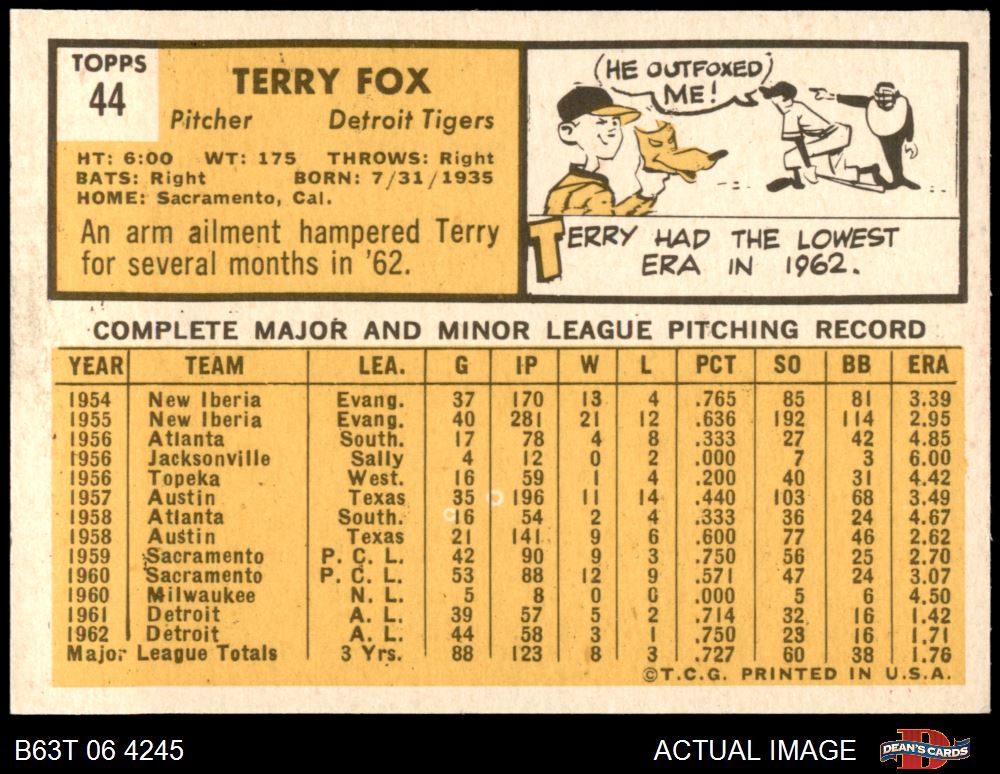 TOPPS
44
TERRY FOX
Pitcher Detroit Tigers
HT: 6:00 WT: 175 THROWS: Right
BATS: Right BORN: 7/31/1935
HOME: Sacramento, Cal.
An arm ailment hampered Terry
for several months in '62.
HE OUTFOXED
ME!
TERRY HAD THE LOWEST
ERA IN 1962.
COMPLETE MAJOR AND MINOR LEAGUE PITCHING RECORD
YEAR TEAM LEA. G IP W L PCT SO BB ERA
1954 New Iberia Evang. 37 170 13 4 .765 85 81 3.39
1955 New Iberia Evang. 40 281 21 12 .636 192 114 2.95
1956 Atlanta South. 17 78 4 8 .333 27 42 4.85
1956 Jacksonville Sally 4 12 0 2 .000 7 3 6.00
1956 Topeka West. 16 59 1 4 .200 40 31 4.42
1957 Austin Texas 35 196 11 14 .440 103 68 3.49
1958 Atlanta South. 16 54 2 4 .333 36 24 4.67
1958 Austin Texas 21 141 9 6 .600 77 46 2.62
1959 Sacramento P. C. L. 42 90 9 3 .750 56 25 2.70
1960 Sacramento P. C. L. 53 88 12 9 .571 47 24 3.07
1960 Milwaukee N. L. 5 8 0 0 .000 5 6 4.50
1961 Detroit A. L. 39 57 5 2 .714 32 16 1.42
1962 Detroit A. L. 44 58 3 1 .750 23 16 1.71
Major League Totals 3 Yrs. 88 123 8 3 .727 60 38 1.76
©T.C.G. PRINTED IN U.S.A.
B63T 06 4245 ACTUAL IMAGE DEAN'S CARDS